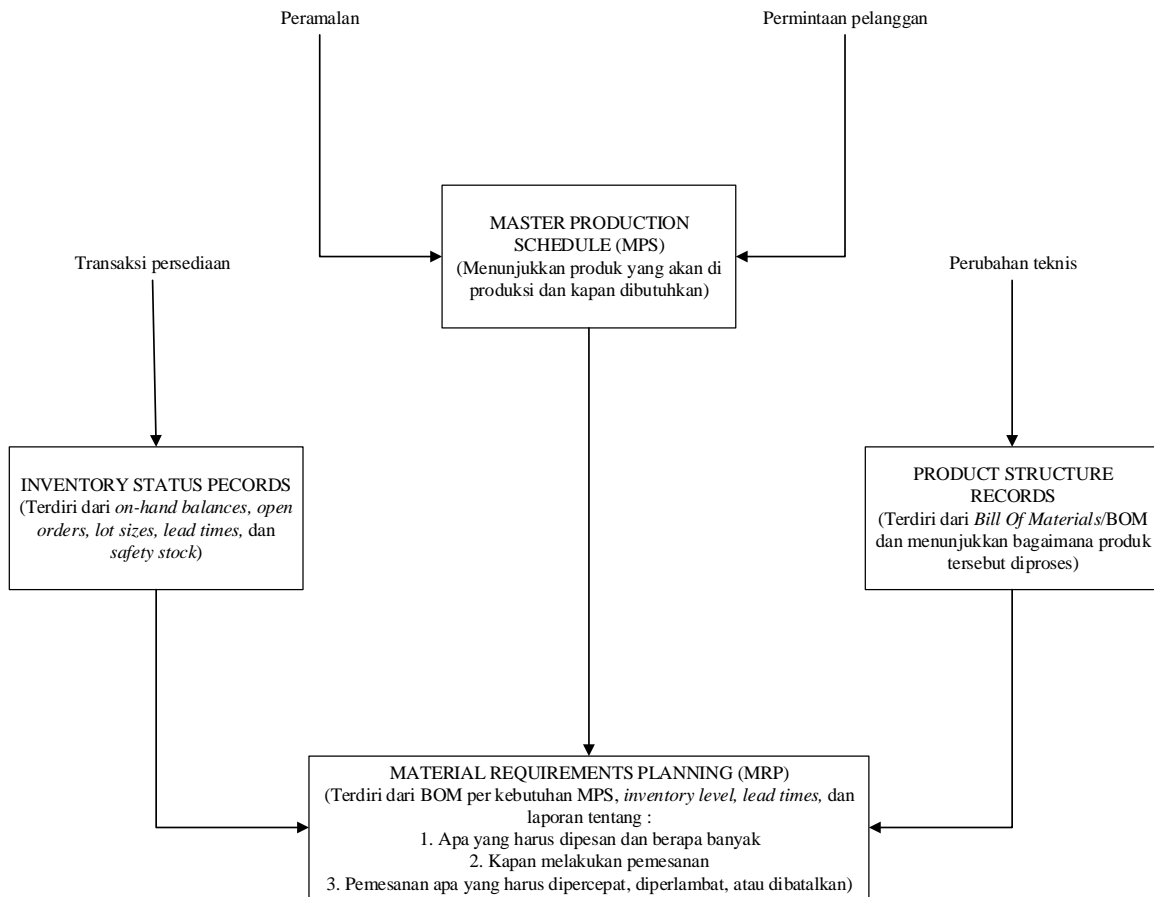 Peramalan
Permintaan pelanggan
MASTER PRODUCTION
SCHEDULE (MPS)
(Menunjukkan produk yang akan di
produksi dan kapan dibutuhkan)
Transaksi persediaan
Perubahan teknis
INVENTORY STATUS PECORDS
(Terdiri dari on-hand balances, open
orders, lot sizes, lead times, dan
safety stock)
PRODUCT STRUCTURE
RECORDS
(Terdiri dari Bill Of Materials/BOM
dan menunjukkan bagaimana produk
tersebut diproses)
MATERIAL REQUIREMENTS PLANNING (MRP)
(Terdiri dari BOM per kebutuhan MPS, inventory level, lead times, dan
laporan tentang :
1. Apa yang harus dipesan dan berapa banyak
2. Kapan melakukan pemesanan
3. Pemesanan apa yang harus dipercepat, diperlambat, atau dibatalkan)